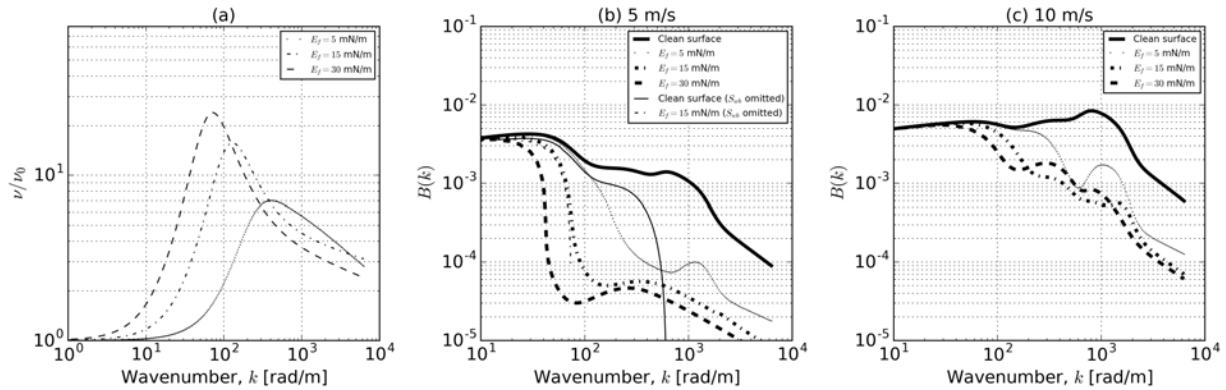 (a)
E_f = 5 mN/m
E_f = 15 mN/m
E_f = 30 mN/m
ν/ν₀
10¹
10⁰
10⁰ 10¹ 10² 10³ 10⁴
Wavenumber, k [rad/m]
(b) 5 m/s
Clean surface
E_f = 5 mN/m
E_f = 15 mN/m
E_f = 30 mN/m
Clean surface (S_wb omitted)
E_f = 15 mN/m (S_wb omitted)
B(k)
10⁻¹
10⁻²
10⁻³
10⁻⁴
10⁻⁵
10¹ 10² 10³ 10⁴
Wavenumber, k [rad/m]
(c) 10 m/s
Clean surface
E_f = 5 mN/m
E_f = 15 mN/m
E_f = 30 mN/m
B(k)
10⁻¹
10⁻²
10⁻³
10⁻⁴
10⁻⁵
10¹ 10² 10³ 10⁴
Wavenumber, k [rad/m]